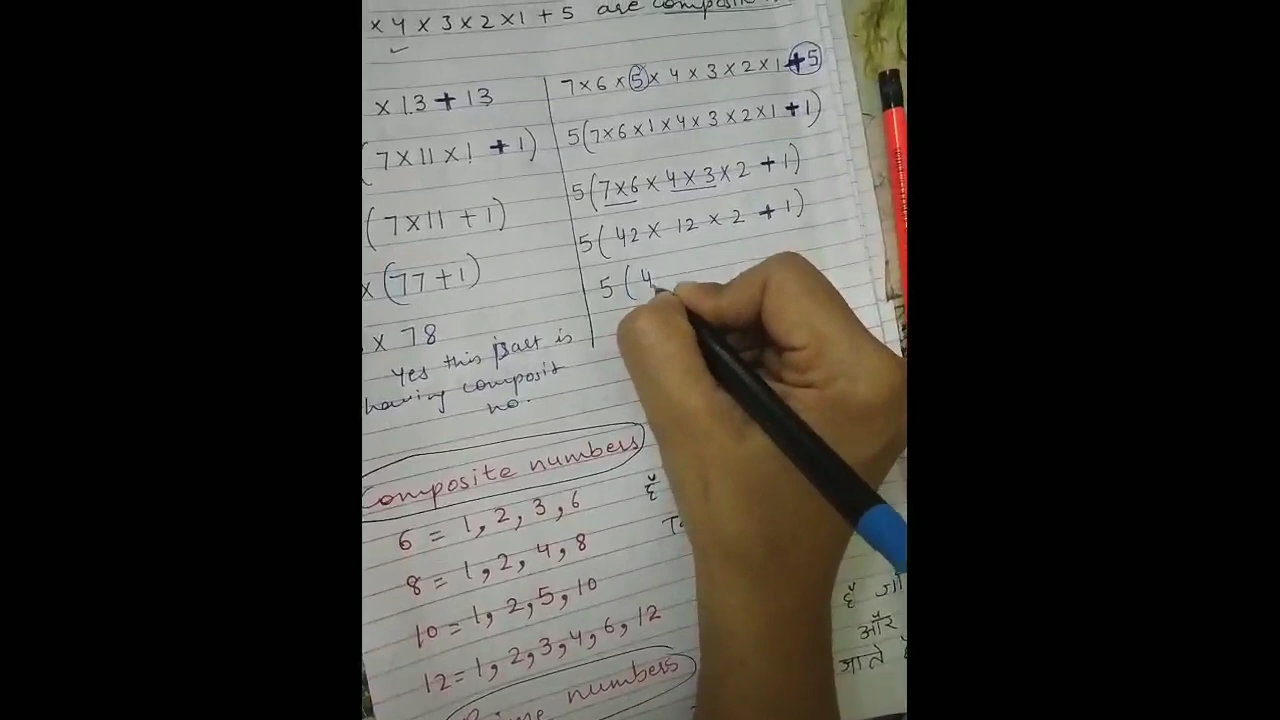 × 4 × 3 × 2 × 1 + 5 are composite
× 13 + 13
(7 × 11 × 1 + 1)
(7 × 11 + 1)
× (77 + 1)
× 78
Yes this part is
having composit
no.
7 × 6 × 5 × 4 × 3 × 2 × 1 + 5
5(7 × 6 × 1 × 4 × 3 × 2 × 1 + 1)
5(7 × 6 × 4 × 3 × 2 + 1)
5(42 × 12 × 2 + 1)
5(4
Composite numbers
6 = 1, 2, 3, 6
8 = 1, 2, 4, 8
10 = 1, 2, 5, 10
12 = 1, 2, 3, 4, 6, 12
Prime numbers
हैं
हैं
और
जाते